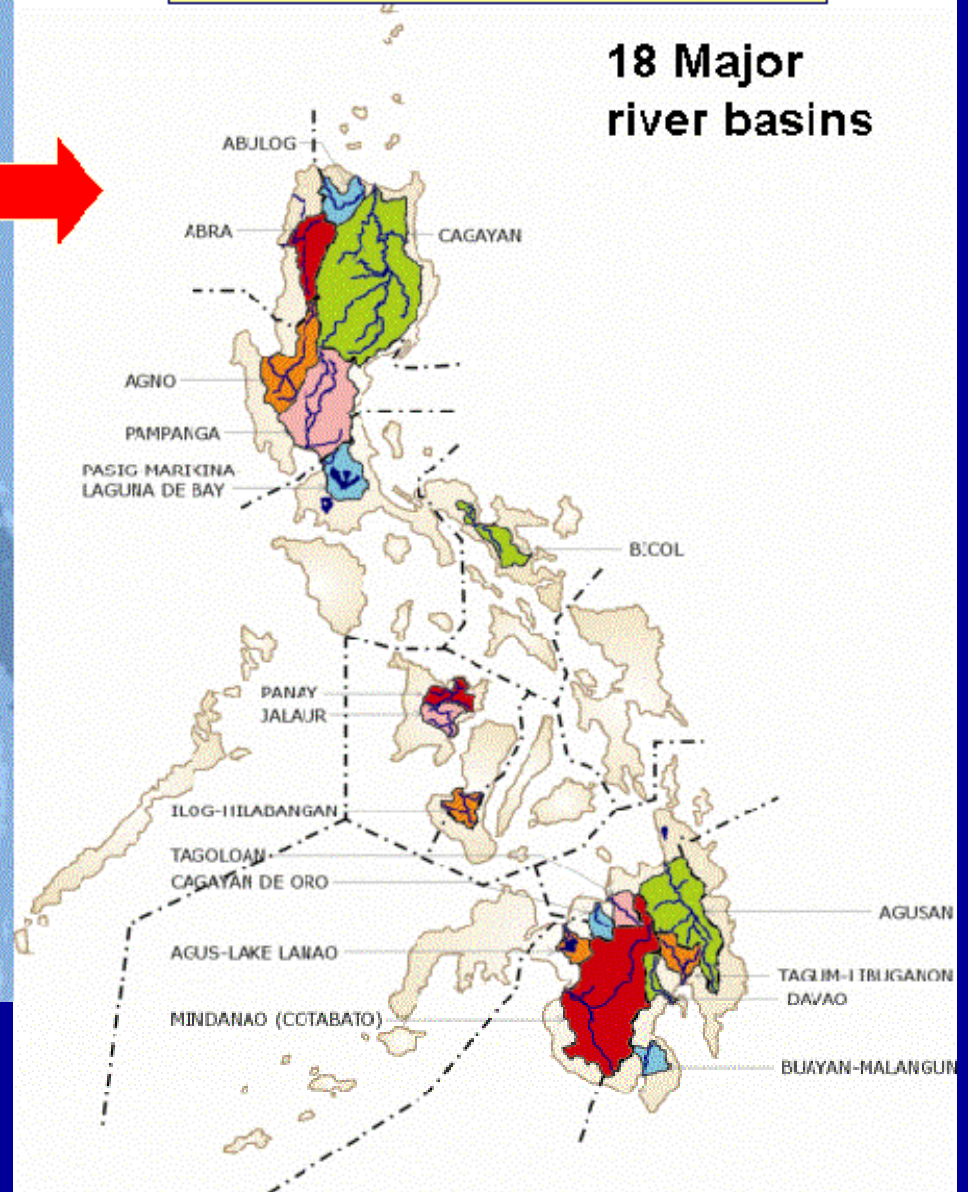 18 Major
river basins
ABULOG
ABRA
CAGAYAN
AGNO
PAMPANGA
PASIG MARIKINA
LAGUNA DE BAY
BICOL
PANAY
JALAUR
ILOG-HILABANGAN
TAGOLOAN
CAGAYAN DE ORO
AGUSAN
AGUS-LAKE LANAO
TAGUM-LIBUGANON
DAVAO
MINDANAO (COTABATO)
BUAYAN-MALANGUN